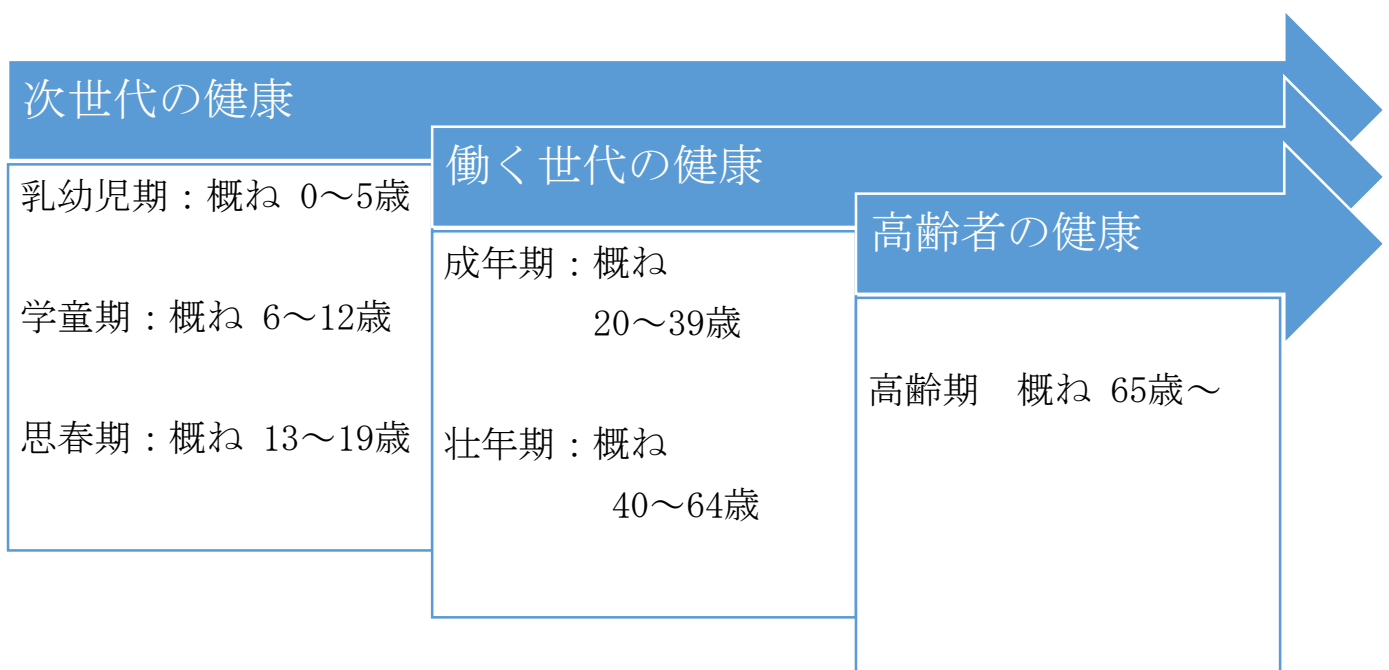 次世代の健康
乳幼児期：概ね 0～5歳
学童期：概ね 6～12歳
思春期：概ね 13～19歳
働く世代の健康
成年期：概ね
20～39歳
壮年期：概ね
40～64歳
高齢者の健康
高齢期　概ね 65歳～